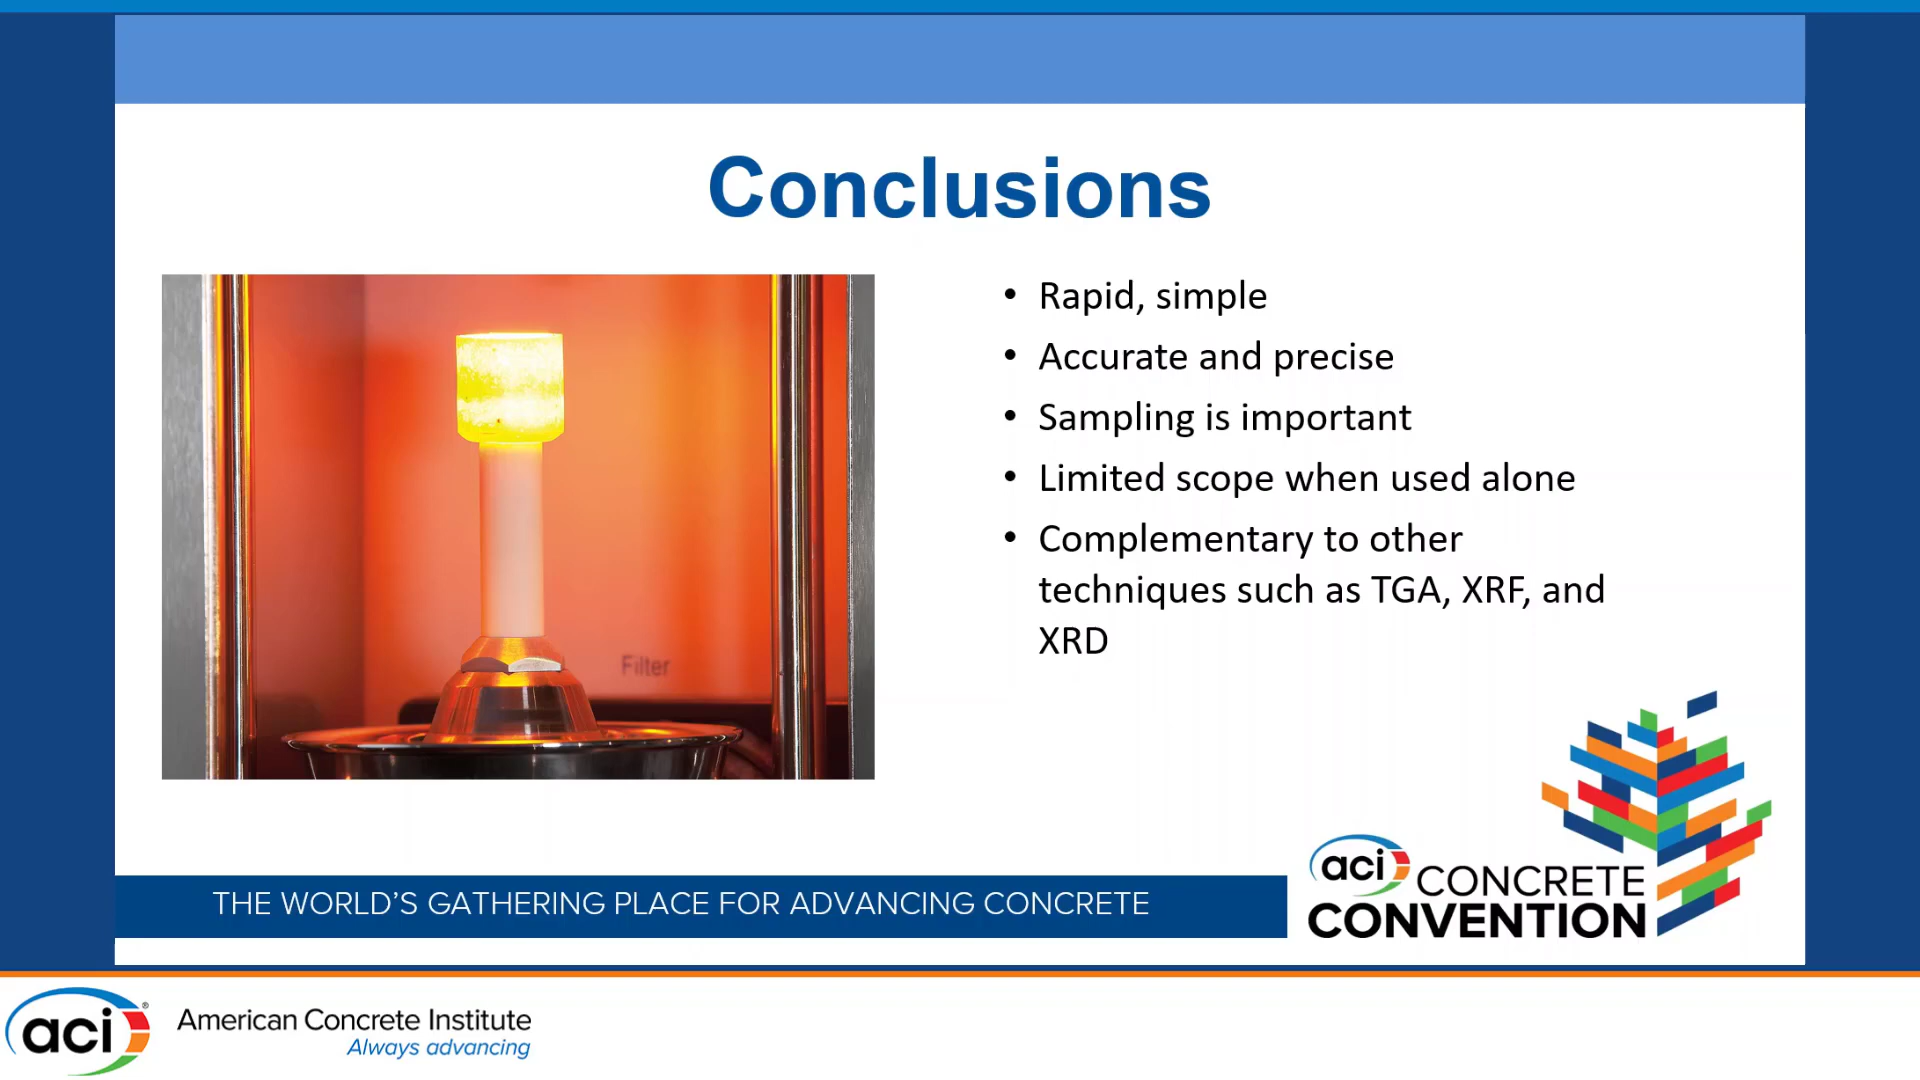 Conclusions
• Rapid, simple
• Accurate and precise
• Sampling is important
• Limited scope when used alone
• Complementary to other
techniques such as TGA, XRF, and
XRD
Filter
THE WORLD'S GATHERING PLACE FOR ADVANCING CONCRETE
aci CONCRETE
CONVENTION
aci® American Concrete Institute
Always advancing